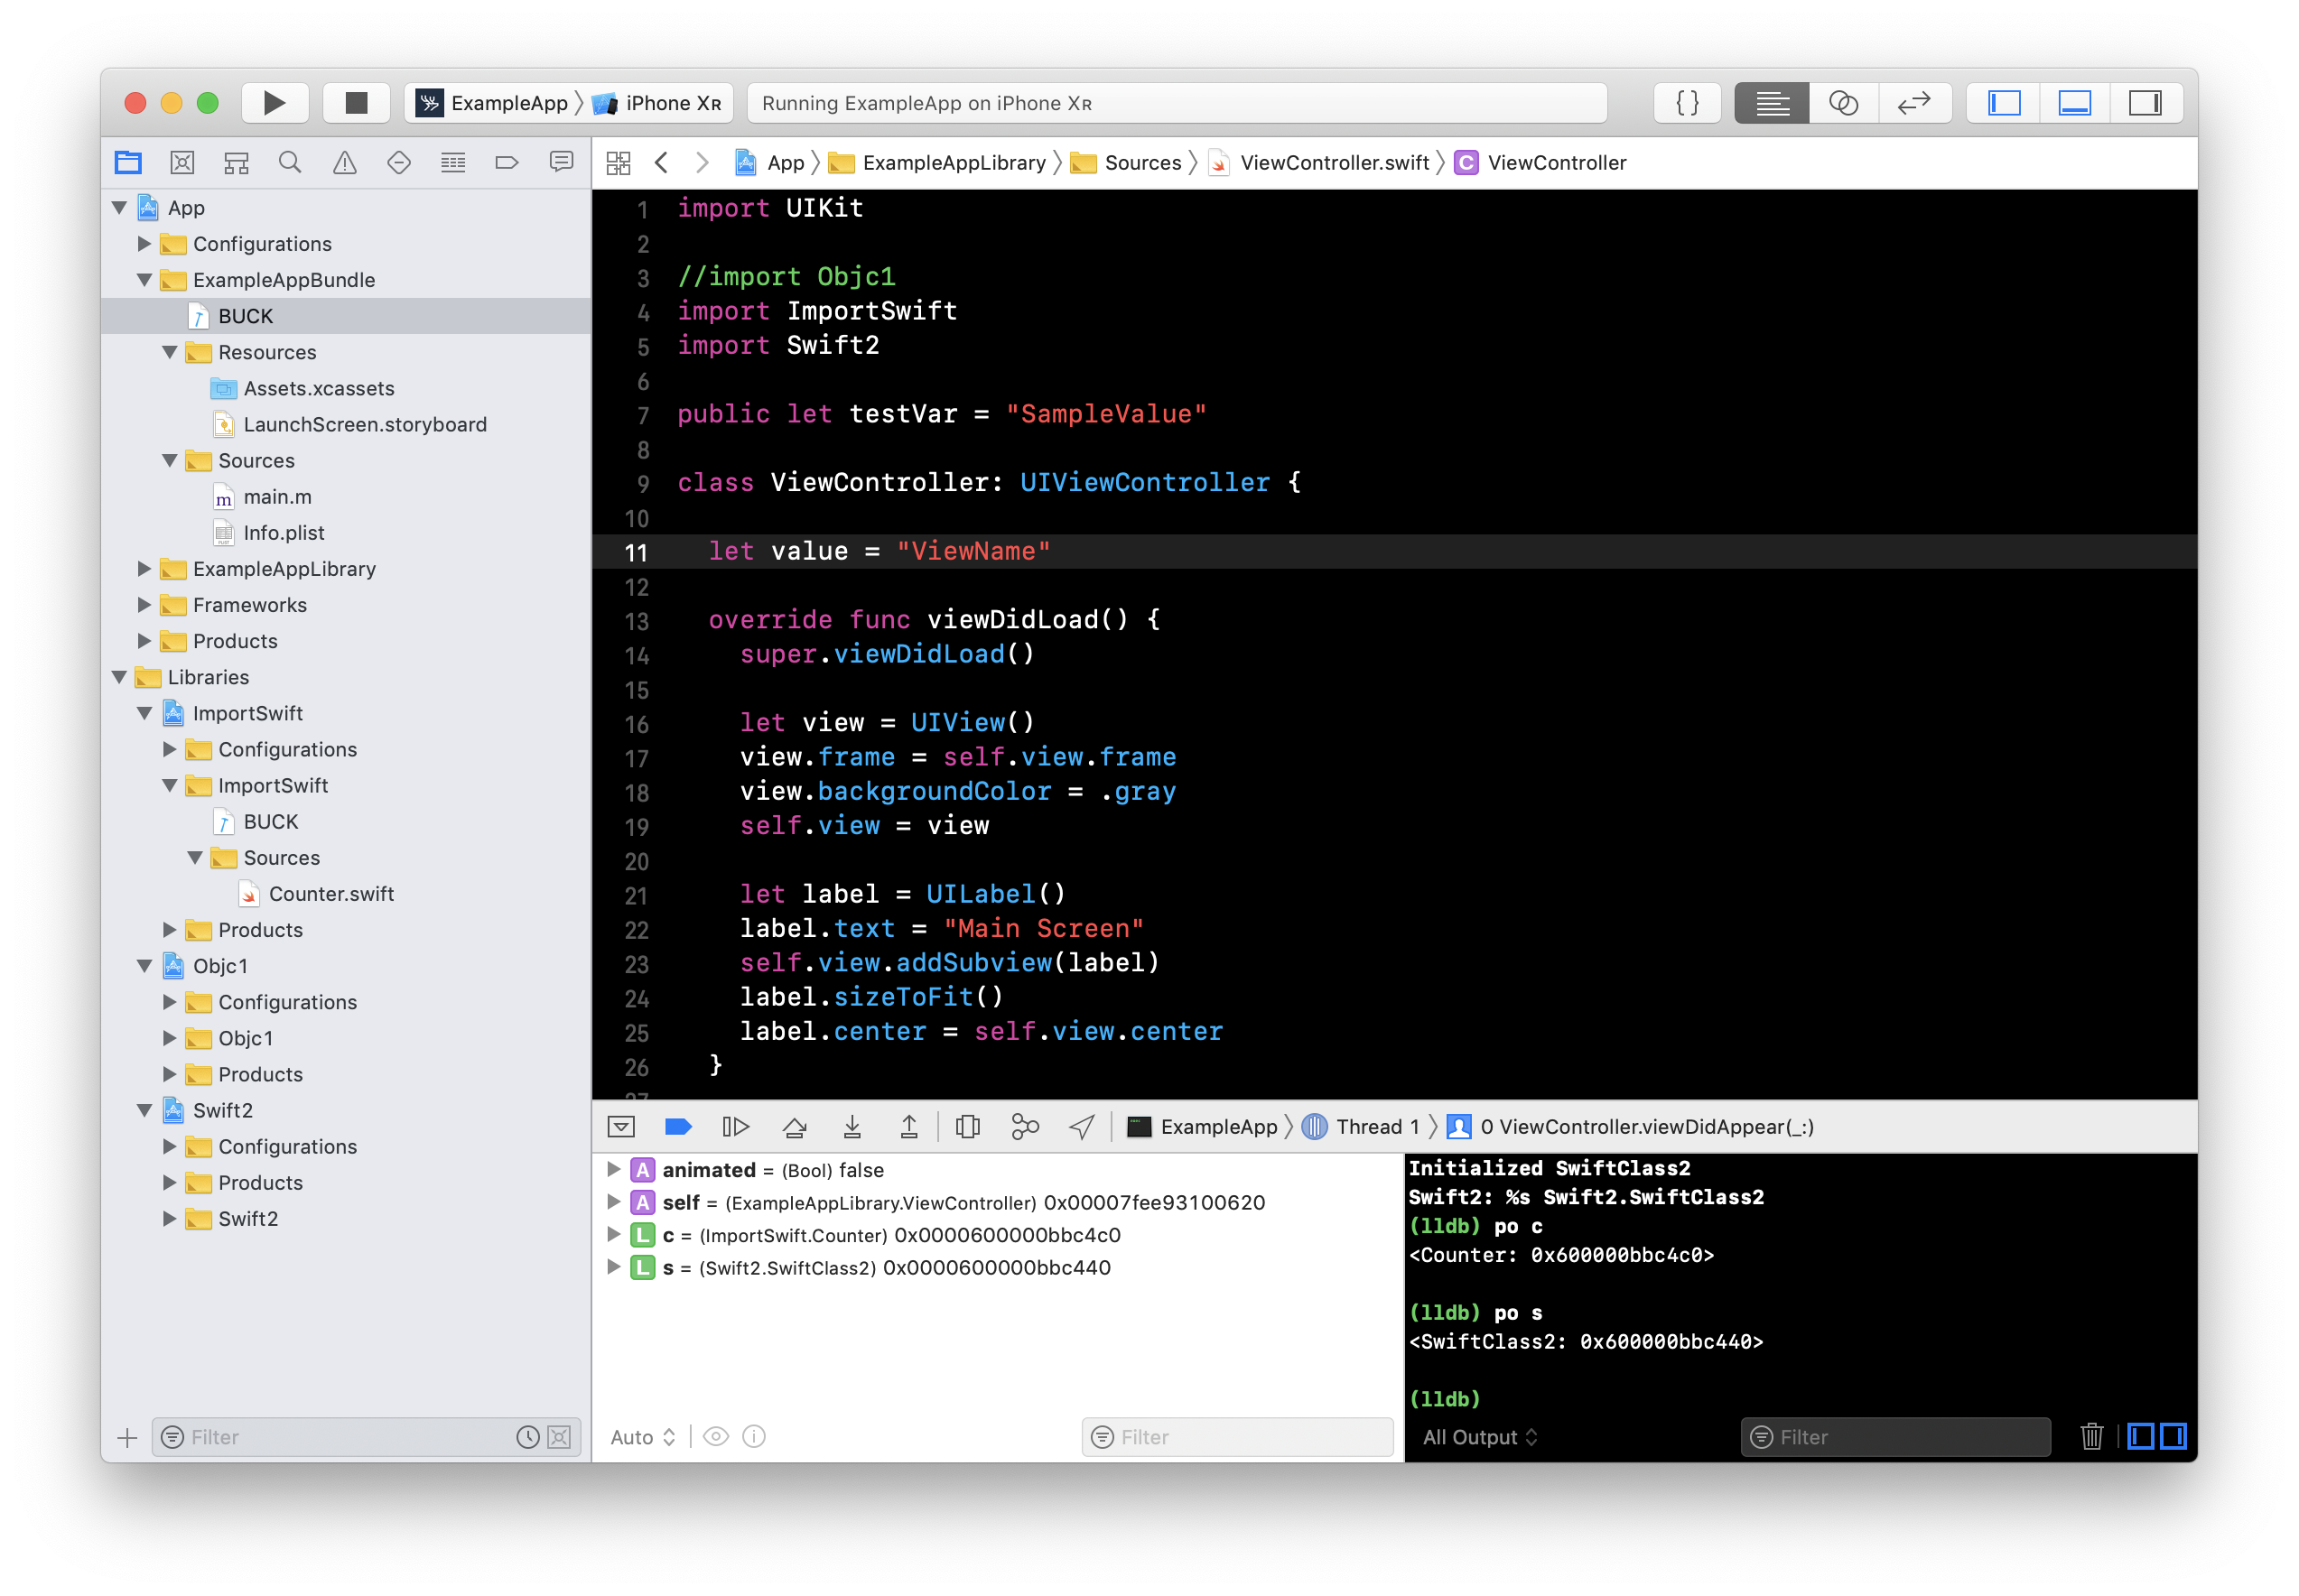 ExampleApp iPhone XR
Running ExampleApp on iPhone XR
{ }
App
Configurations
ExampleAppBundle
BUCK
Resources
Assets.xcassets
LaunchScreen.storyboard
Sources
m main.m
Info.plist
ExampleAppLibrary
Frameworks
Products
Libraries
ImportSwift
Configurations
ImportSwift
BUCK
Sources
Counter.swift
Products
Objc1
Configurations
Objc1
Products
Swift2
Configurations
Products
Swift2
Filter
App ExampleAppLibrary Sources ViewController.swift C ViewController
1 import UIKit
2
3 //import Objc1
4 import ImportSwift
5 import Swift2
6
7 public let testVar = "SampleValue"
8
9 class ViewController: UIViewController {
10
11 let value = "ViewName"
12
13 override func viewDidLoad() {
14 super.viewDidLoad()
15
16 let view = UIView()
17 view.frame = self.view.frame
18 view.backgroundColor = .gray
19 self.view = view
20
21 let label = UILabel()
22 label.text = "Main Screen"
23 self.view.addSubview(label)
24 label.sizeToFit()
25 label.center = self.view.center
26 }
27
ExampleApp Thread 1 0 ViewController.viewDidAppear(_:)
A animated = (Bool) false
A self = (ExampleAppLibrary.ViewController) 0x00007fee93100620
L c = (ImportSwift.Counter) 0x0000600000bbc4c0
L s = (Swift2.SwiftClass2) 0x0000600000bbc440
Auto Filter
Initialized SwiftClass2
Swift2: %s Swift2.SwiftClass2
(lldb) po c
<Counter: 0x600000bbc4c0>
(lldb) po s
<SwiftClass2: 0x600000bbc440>
(lldb)
All Output Filter